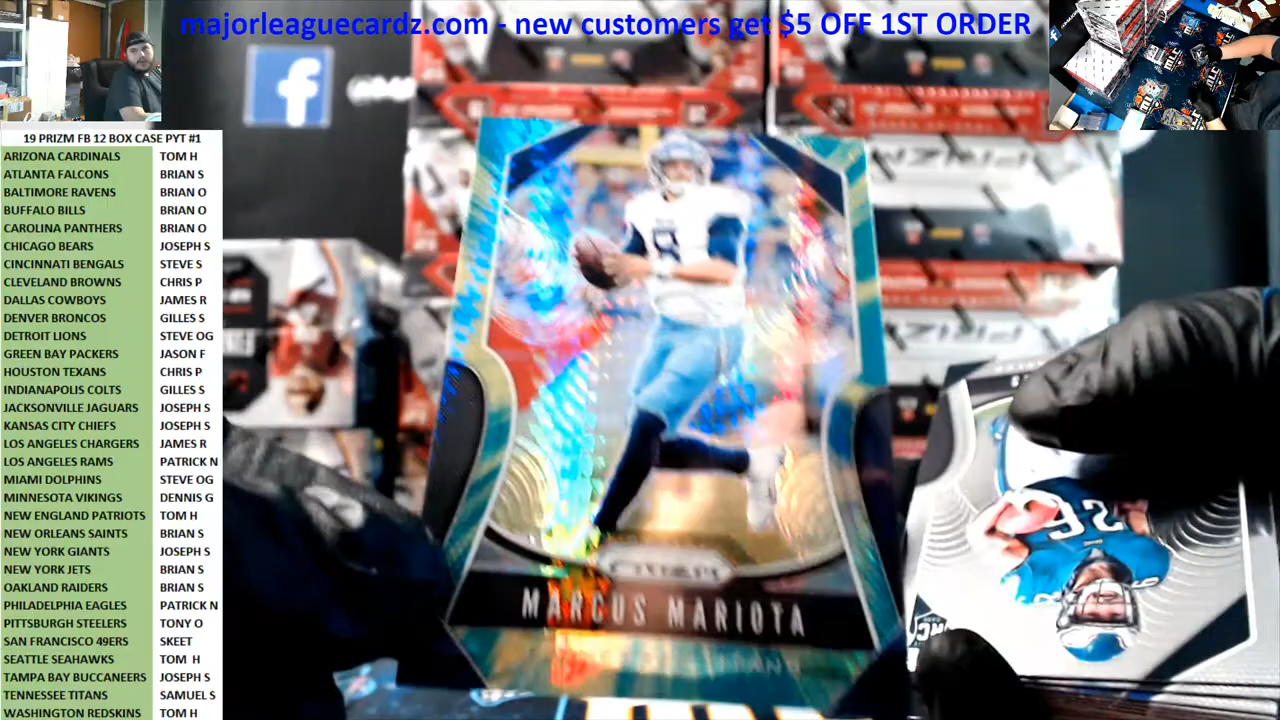 majorleaguecardz.com - new customers get $5 OFF 1ST ORDER
19 PRIZM FB 12 BOX CASE PYT #1
ARIZONA CARDINALS TOM H
ATLANTA FALCONS BRIAN S
BALTIMORE RAVENS BRIAN O
BUFFALO BILLS BRIAN O
CAROLINA PANTHERS BRIAN O
CHICAGO BEARS JOSEPH S
CINCINNATI BENGALS STEVE S
CLEVELAND BROWNS CHRIS P
DALLAS COWBOYS JAMES R
DENVER BRONCOS GILLES S
DETROIT LIONS STEVE OG
GREEN BAY PACKERS JASON F
HOUSTON TEXANS CHRIS P
INDIANAPOLIS COLTS GILLES S
JACKSONVILLE JAGUARS JOSEPH S
KANSAS CITY CHIEFS JOSEPH S
LOS ANGELES CHARGERS JAMES R
LOS ANGELES RAMS PATRICK N
MIAMI DOLPHINS STEVE OG
MINNESOTA VIKINGS DENNIS G
NEW ENGLAND PATRIOTS TOM H
NEW ORLEANS SAINTS BRIAN S
NEW YORK GIANTS JOSEPH S
NEW YORK JETS BRIAN S
OAKLAND RAIDERS BRIAN S
PHILADELPHIA EAGLES PATRICK N
PITTSBURGH STEELERS TONY O
SAN FRANCISCO 49ERS SKEET
SEATTLE SEAHAWKS TOM H
TAMPA BAY BUCCANEERS JOSEPH S
TENNESSEE TITANS SAMUEL S
WASHINGTON REDSKINS TOM H
f
8
PRIZM
MARCUS MARIOTA
PRIZM
PRIZM
26